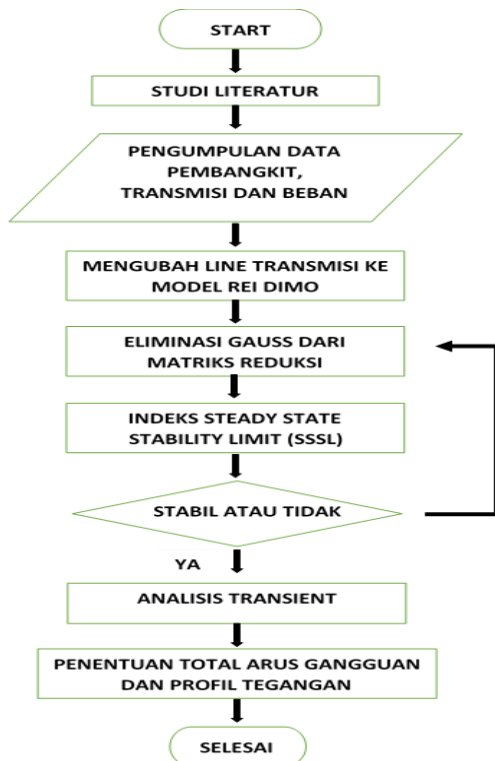 START
STUDI LITERATUR
PENGUMPULAN DATA
PEMBANGKIT,
TRANSMISI DAN BEBAN
MENGUBAH LINE TRANSMISI KE
MODEL REI DIMO
ELIMINASI GAUSS DARI
MATRIKS REDUKSI
INDEKS STEADY STATE
STABILITY LIMIT (SSSL)
STABIL ATAU TIDAK
YA
ANALISIS TRANSIENT
PENENTUAN TOTAL ARUS GANGGUAN
DAN PROFIL TEGANGAN
SELESAI